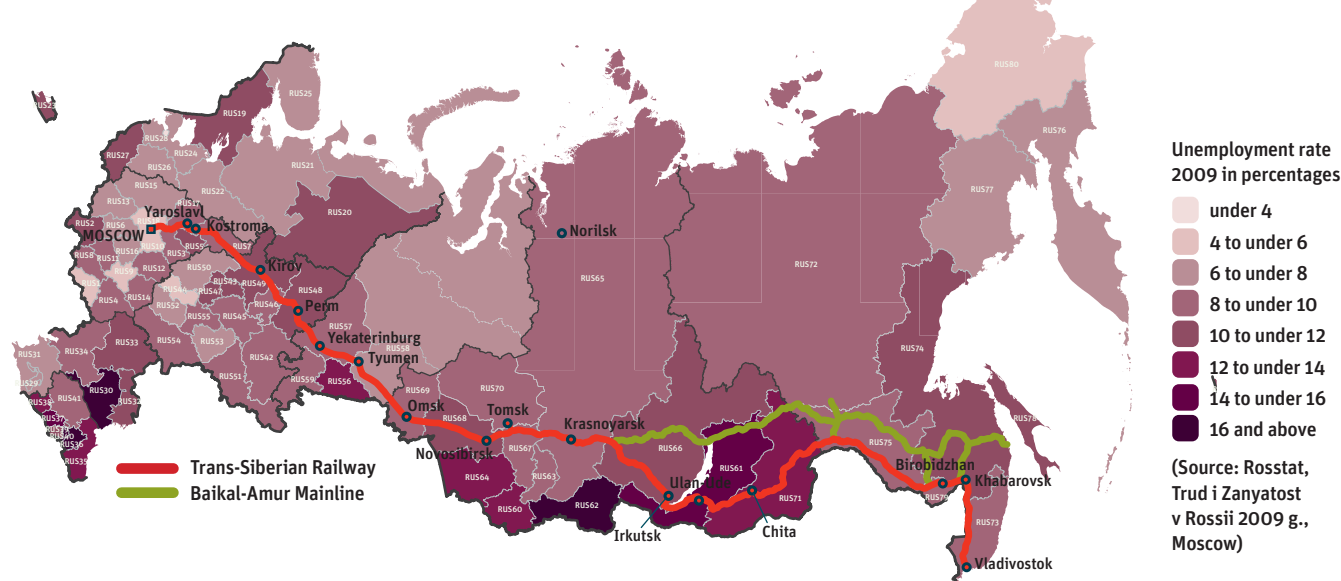 RUS80
RUS25
RUS23
RUS19
RUS76
RUS28
RUS24
RUS27
RUS26
RUS21
Unemployment rate
2009 in percentages
RUS15
RUS22
RUS77
RUS13
RUS17
RUS20
under 4
Yaroslavl
RUS2
RUS6
Kostroma
MOSCOW
Norilsk
4 to under 6
RUS10
RUS5
RUS7
RUS8
RUS11
RUS16
RUS3
6 to under 8
RUS12
RUS50
Kirov
RUS72
RUS9
RUS65
RUS43
RUS49
RUS44
RUS47
RUS48
RUS4
RUS14
8 to under 10
RUS52
RUS46
Perm
RUS55
RUS45
RUS57
10 to under 12
RUS33
RUS54
RUS53
Yekaterinburg
RUS58
RUS74
RUS31
RUS34
RUS42
Tyumen
12 to under 14
RUS29
RUS51
RUS59
RUS56
RUS30
RUS69
RUS70
14 to under 16
RUS41
RUS32
RUS38
Omsk
Tomsk
RUS37
RUS68
Krasnoyarsk
RUS78
16 and above
RUS40
RUS36
RUS67
RUS66
RUS75
Novosibirsk
RUS35
Trans-Siberian Railway
RUS64
RUS63
RUS61
Birobidzhan
(Source: Rosstat,
Baikal-Amur Mainline
Ulan-Ude
Khabarovsk
Trud i Zanyatost
RUS60
RUS62
RUS71
RUS79
v Rossii 2009 g.,
RUS73
Irkutsk
Chita
Moscow)
Vladivostok